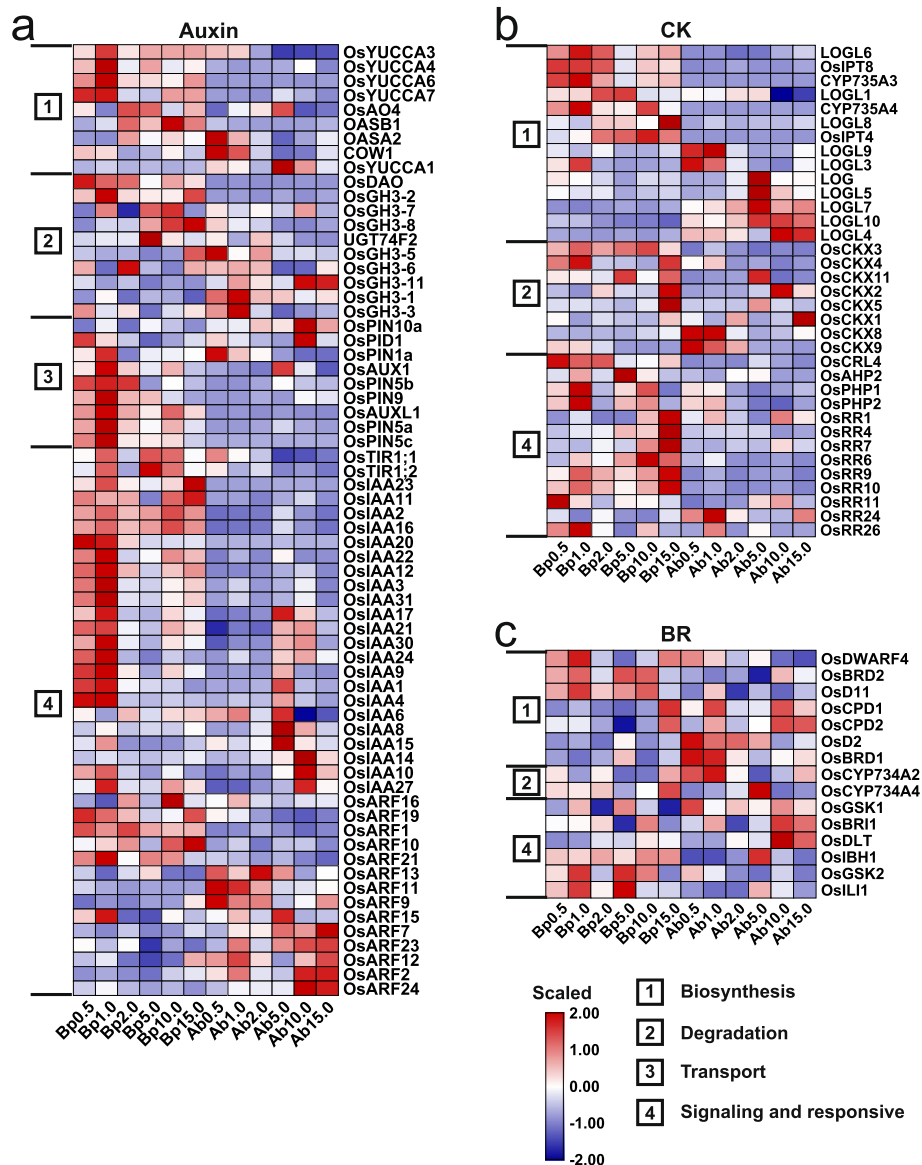 a
Auxin
1
2
3
4
OsYUCCA3
OsYUCCA4
OsYUCCA6
OsYUCCA7
OsAO4
OASB1
OASA2
COW1
OsYUCCA1
OsDAO
OsGH3-2
OsGH3-7
OsGH3-8
UGT74F2
OsGH3-5
OsGH3-6
OsGH3-11
OsGH3-1
OsGH3-3
OsPIN10a
OsPID1
OsPIN1a
OsAUX1
OsPIN5b
OsPIN9
OsAUXL1
OsPIN5a
OsPIN5c
OsTIR1;1
OsTIR1;2
OsIAA23
OsIAA11
OsIAA2
OsIAA16
OsIAA20
OsIAA22
OsIAA12
OsIAA3
OsIAA31
OsIAA17
OsIAA21
OsIAA30
OsIAA24
OsIAA9
OsIAA1
OsIAA4
OsIAA6
OsIAA8
OsIAA15
OsIAA14
OsIAA10
OsIAA27
OsARF16
OsARF19
OsARF1
OsARF10
OsARF21
OsARF13
OsARF11
OsARF9
OsARF15
OsARF7
OsARF23
OsARF12
OsARF2
OsARF24
Bp0.5 Bp1.0 Bp2.0 Bp5.0 Bp10.0 Bp15.0 Ab0.5 Ab1.0 Ab2.0 Ab5.0 Ab10.0 Ab15.0
b
CK
1
2
4
LOGL6
OsIPT8
CYP735A3
LOGL1
CYP735A4
LOGL8
OsIPT4
LOGL9
LOGL3
LOG
LOGL5
LOGL7
LOGL10
LOGL4
OsCKX3
OsCKX4
OsCKX11
OsCKX2
OsCKX5
OsCKX1
OsCKX8
OsCKX9
OsCRL4
OsAHP2
OsPHP1
OsPHP2
OsRR1
OsRR4
OsRR7
OsRR6
OsRR9
OsRR10
OsRR11
OsRR24
OsRR26
Bp0.5 Bp1.0 Bp2.0 Bp5.0 Bp10.0 Bp15.0 Ab0.5 Ab1.0 Ab2.0 Ab5.0 Ab10.0 Ab15.0
c
BR
1
2
4
OsDWARF4
OsBRD2
OsD11
OsCPD1
OsCPD2
OsD2
OsBRD1
OsCYP734A2
OsCYP734A4
OsGSK1
OsBRI1
OsDLT
OsIBH1
OsGSK2
OsILI1
Bp0.5 Bp1.0 Bp2.0 Bp5.0 Bp10.0 Bp15.0 Ab0.5 Ab1.0 Ab2.0 Ab5.0 Ab10.0 Ab15.0
Scaled
2.00
1.00
0.00
-1.00
-2.00
1 Biosynthesis
2 Degradation
3 Transport
4 Signaling and responsive